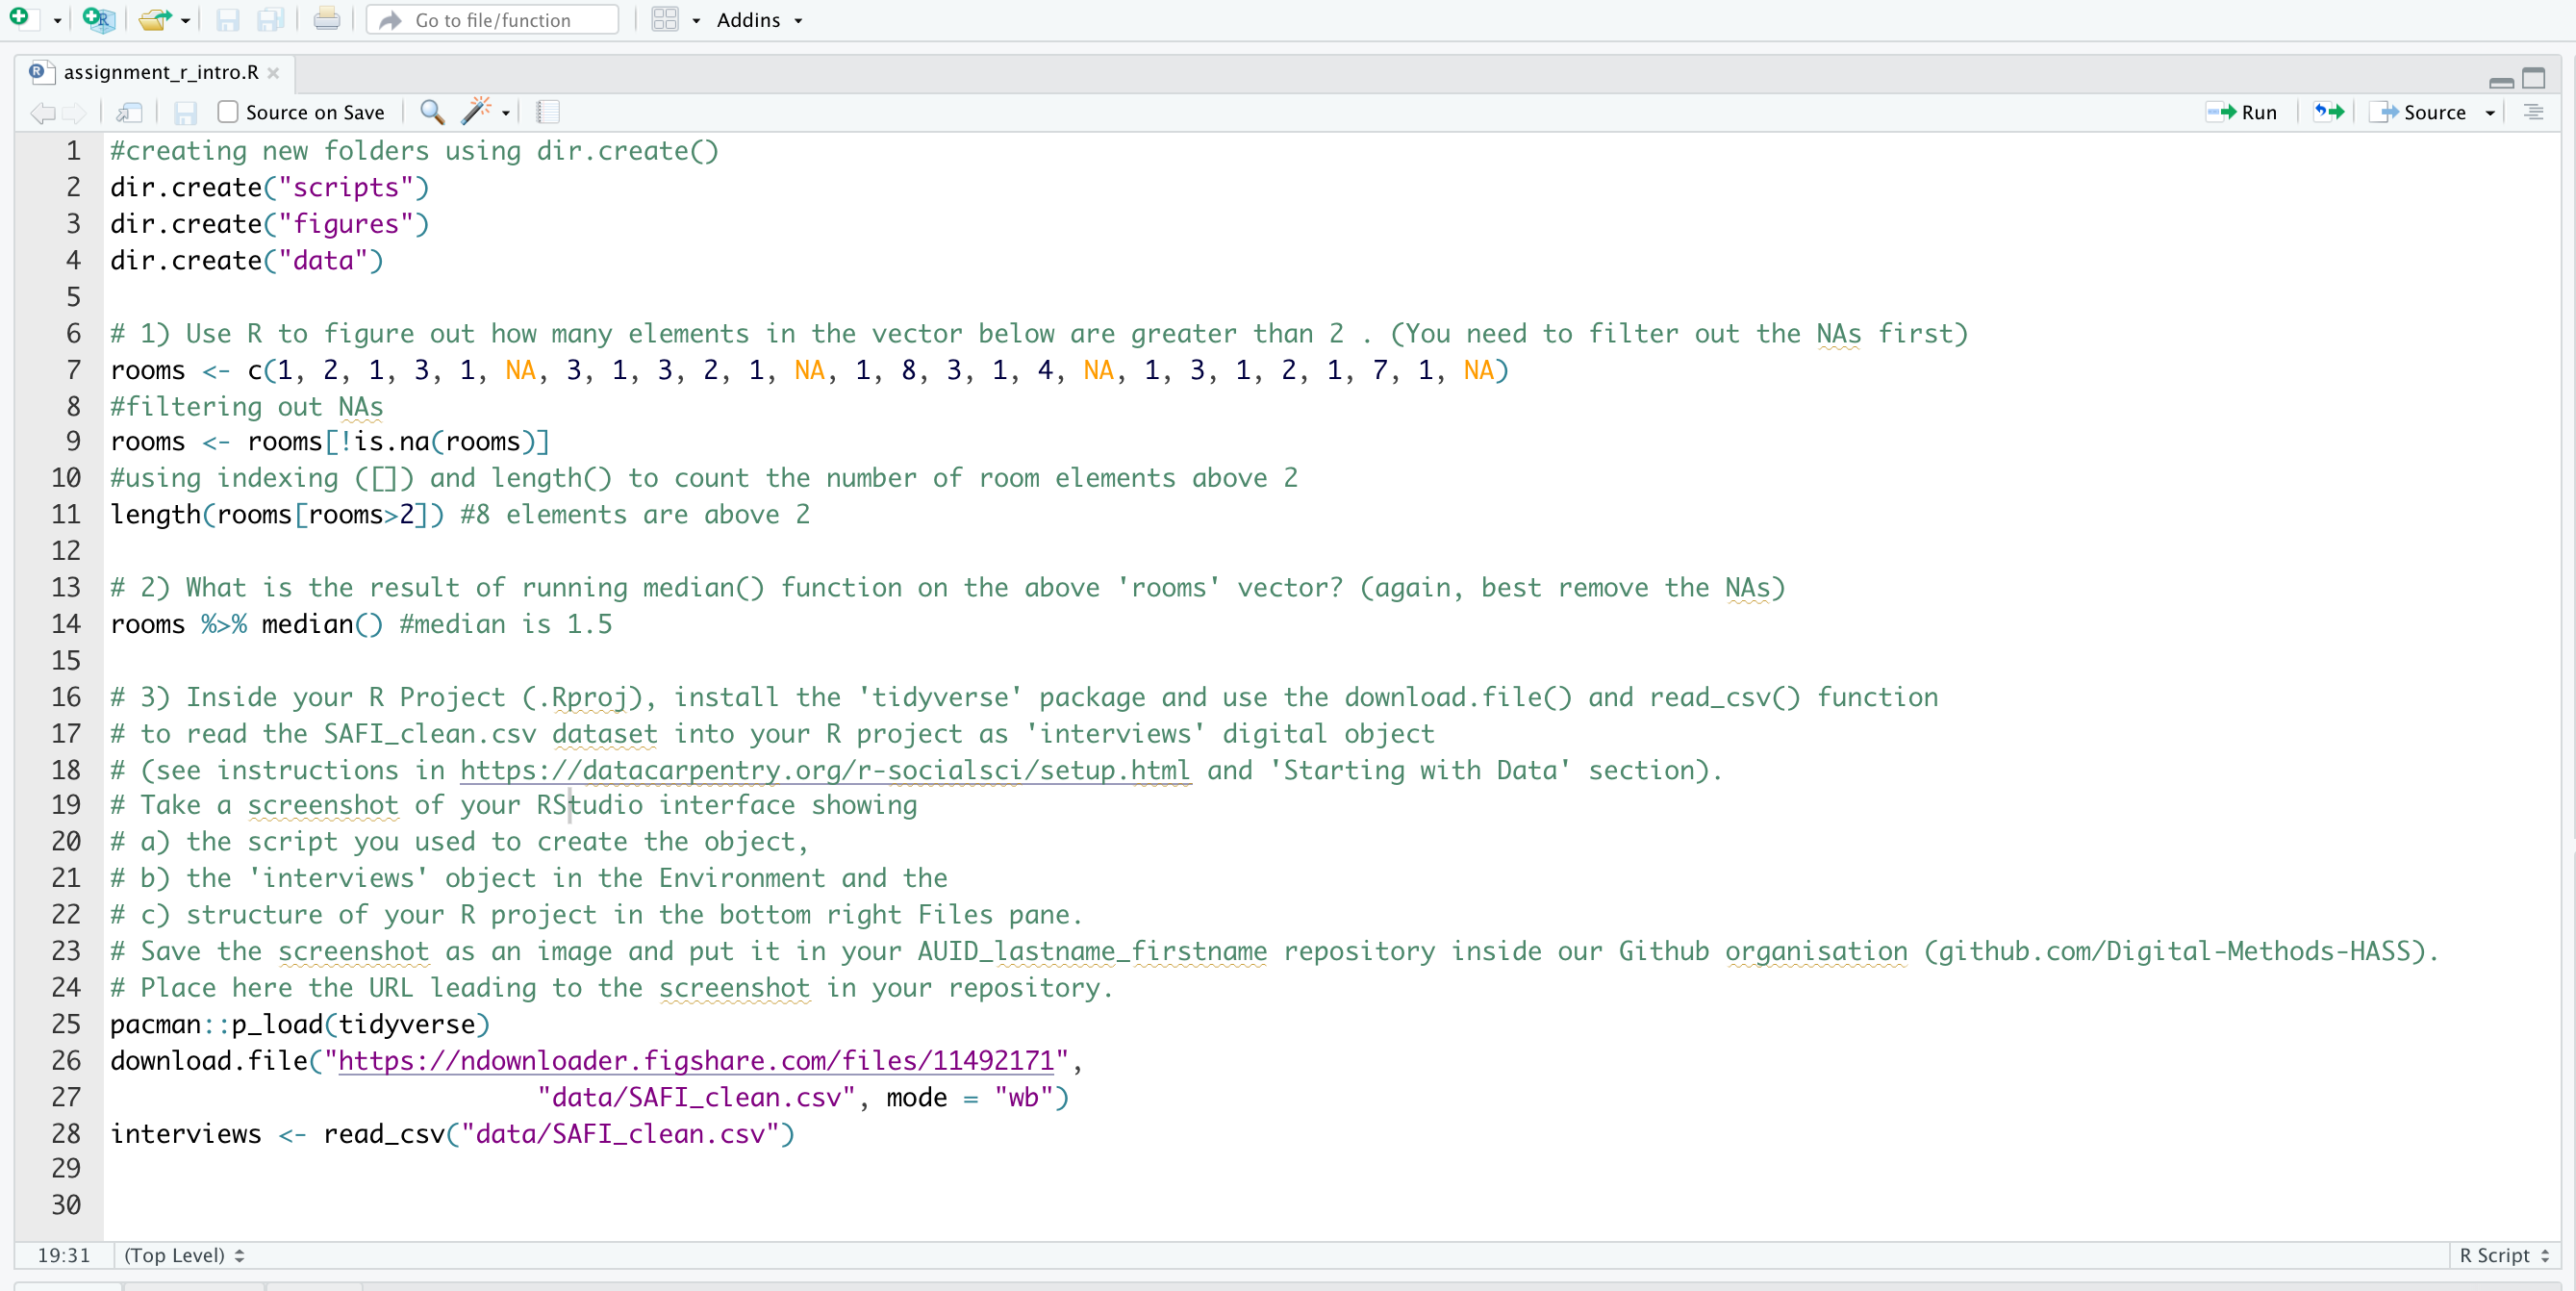 Go to file/function
Addins
assignment_r_intro.R
Source on Save
Run
Source
1 #creating new folders using dir.create()
2 dir.create("scripts")
3 dir.create("figures")
4 dir.create("data")
5
6 # 1) Use R to figure out how many elements in the vector below are greater than 2 . (You need to filter out the NAs first)
7 rooms <- c(1, 2, 1, 3, 1, NA, 3, 1, 3, 2, 1, NA, 1, 8, 3, 1, 4, NA, 1, 3, 1, 2, 1, 7, 1, NA)
8 #filtering out NAs
9 rooms <- rooms[!is.na(rooms)]
10 #using indexing ([]) and length() to count the number of room elements above 2
11 length(rooms[rooms>2]) #8 elements are above 2
12
13 # 2) What is the result of running median() function on the above 'rooms' vector? (again, best remove the NAs)
14 rooms %>% median() #median is 1.5
15
16 # 3) Inside your R Project (.Rproj), install the 'tidyverse' package and use the download.file() and read_csv() function
17 # to read the SAFI_clean.csv dataset into your R project as 'interviews' digital object
18 # (see instructions in https://datacarpentry.org/r-socialsci/setup.html and 'Starting with Data' section).
19 # Take a screenshot of your RStudio interface showing
20 # a) the script you used to create the object,
21 # b) the 'interviews' object in the Environment and the
22 # c) structure of your R project in the bottom right Files pane.
23 # Save the screenshot as an image and put it in your AUID_lastname_firstname repository inside our Github organisation (github.com/Digital-Methods-HASS).
24 # Place here the URL leading to the screenshot in your repository.
25 pacman::p_load(tidyverse)
26 download.file("https://ndownloader.figshare.com/files/11492171",
27 "data/SAFI_clean.csv", mode = "wb")
28 interviews <- read_csv("data/SAFI_clean.csv")
29
30
19:31 (Top Level)
R Script